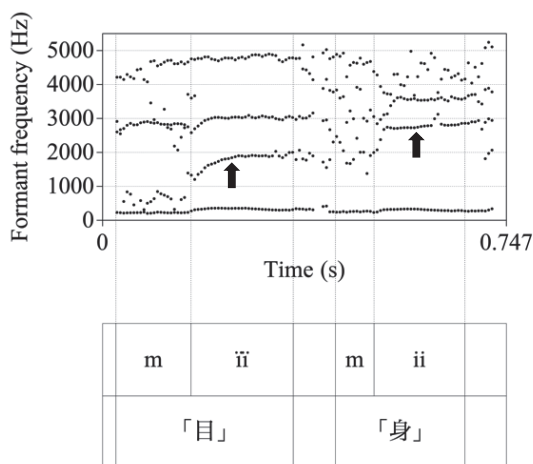 Formant frequency (Hz)
5000
4000
3000
2000
1000
0
0
0.747
Time (s)
m ïï m ii
「目」 「身」